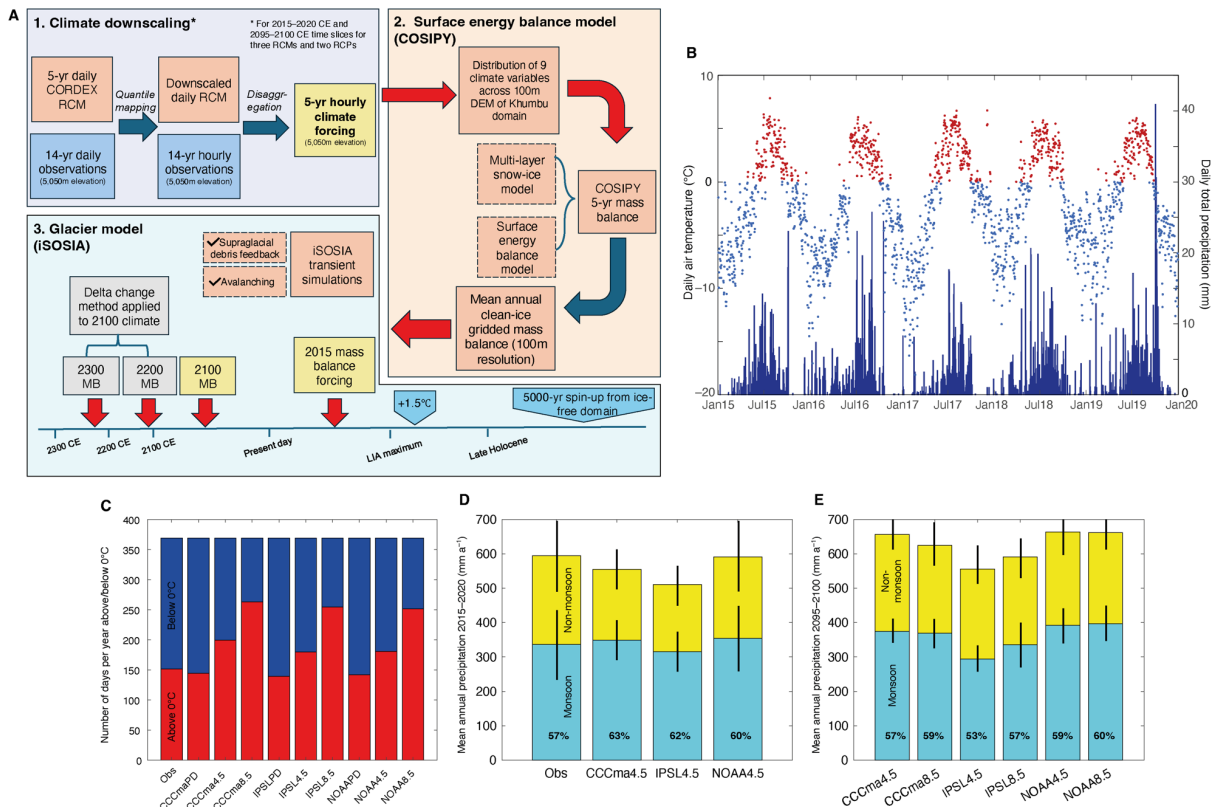 A
1. Climate downscaling*
* For 2015–2020 CE and
2095–2100 CE time slices for
three RCMs and two RCPs
5-yr daily
CORDEX
RCM
Quantile
mapping
Downscaled
daily RCM
Disaggr-
egation
5-yr hourly
climate
forcing
(5,050m elevation)
14-yr daily
observations
(5,050m elevation)
14-yr hourly
observations
(5,050m elevation)
2. Surface energy balance model
(COSIPY)
Distribution of 9
climate variables
across 100m
DEM of Khumbu
domain
Multi-layer
snow-ice
model
Surface
energy
balance model
COSIPY
5-yr mass
balance
Mean annual
clean-ice
gridded mass
balance (100m
resolution)
3. Glacier model
(iSOSIA)
✓Supraglacial
debris feedback
✓Avalanching
iSOSIA
transient
simulations
Delta change
method applied
to 2100 climate
2300
MB
2200
MB
2100
MB
2015 mass
balance
forcing
+1.5°C
5000-yr spin-up from ice-
free domain
2300 CE
2200 CE
2100 CE
Present day
LIA maximum
Late Holocene
B
Daily air temperature (°C)
10
0
−10
−20
Daily total precipitation (mm)
40
30
20
10
0
Jan15 Jul15 Jan16 Jul16 Jan17 Jul17 Jan18 Jul18 Jan19 Jul19 Jan20
C
Number of days per year above/below 0°C
400
350
300
250
200
150
100
50
0
Below 0°C
Above 0°C
Obs CCCmaPD CCCma4.5 CCCma8.5 IPSLPD IPSL4.5 IPSL8.5 NOAAPD NOAA4.5 NOAA8.5
D
Mean annual precipitation 2015–2020 (mm a⁻¹)
700
600
500
400
300
200
100
0
Non-monsoon
Monsoon
57% 63% 62% 60%
Obs CCCma4.5 IPSL4.5 NOAA4.5
E
Mean annual precipitation 2095–2100 (mm a⁻¹)
700
600
500
400
300
200
100
0
Non-
monsoon
Monsoon
57% 59% 53% 57% 59% 60%
CCCma4.5 CCCma8.5 IPSL4.5 IPSL8.5 NOAA4.5 NOAA8.5